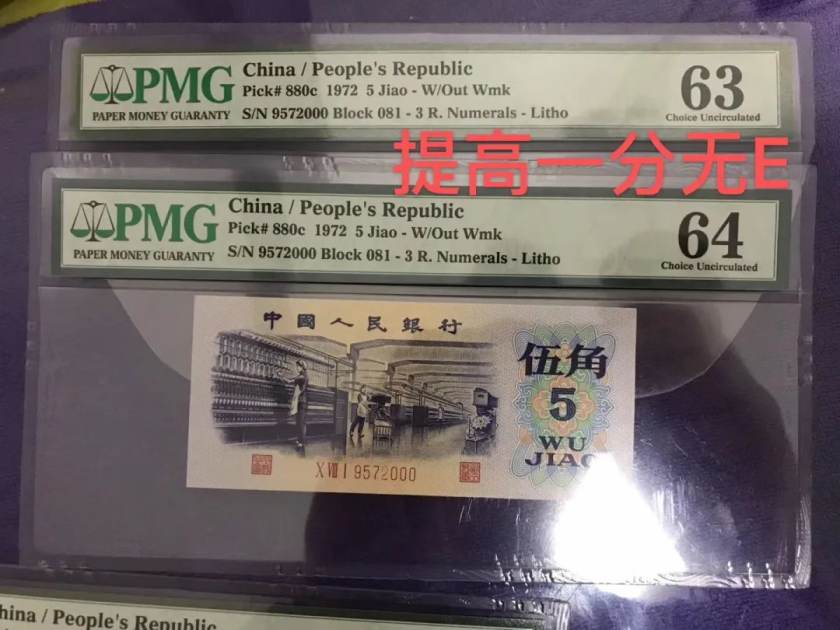 PMG
PAPER MONEY GUARANTY
China / People's Republic
Pick# 880c 1972 5 Jiao - W/Out Wmk
S/N 9572000 Block 081 - 3 R. Numerals - Litho
63
Choice Uncirculated
提高一分无E
PMG
PAPER MONEY GUARANTY
China / People's Republic
Pick# 880c 1972 5 Jiao - W/Out Wmk
S/N 9572000 Block 081 - 3 R. Numerals - Litho
64
Choice Uncirculated
中國人民銀行
伍角
5
WU
JIAO
X Ⅷ I 9572000
hina / People's Republic